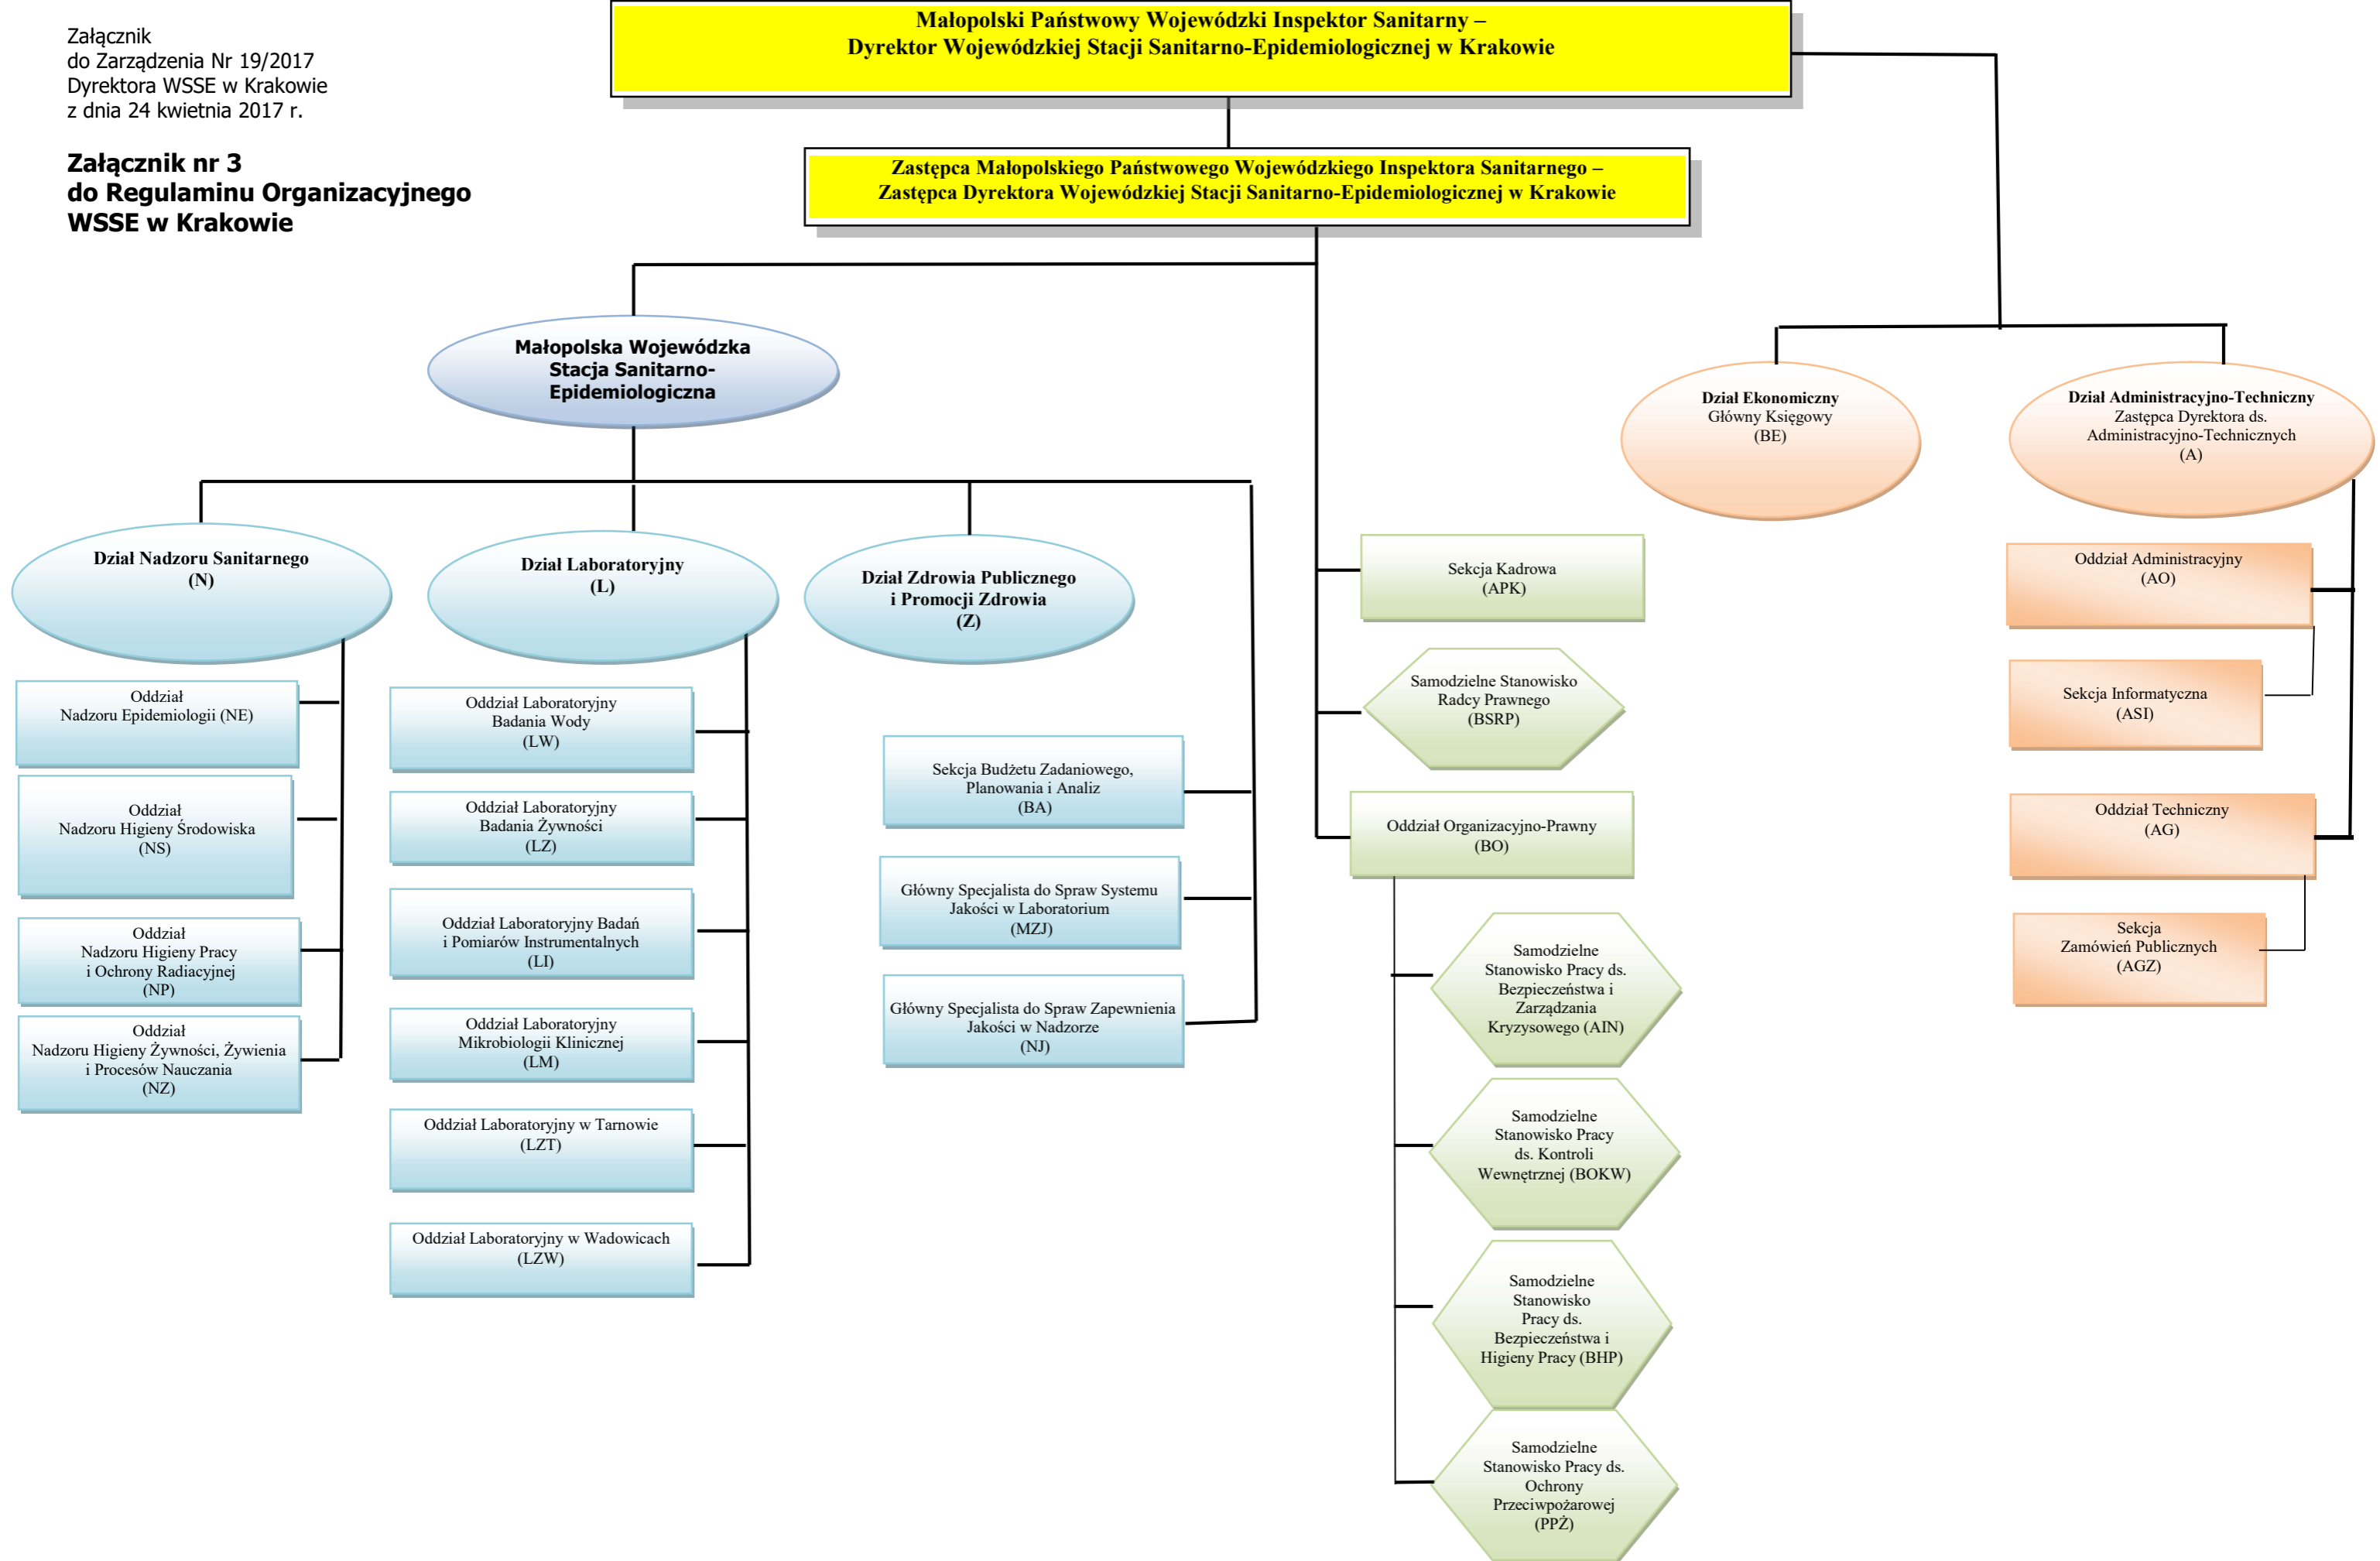 Załącznik
do Zarządzenia Nr 19/2017
Dyrektora WSSE w Krakowie
z dnia 24 kwietnia 2017 r.
Załącznik nr 3
do Regulaminu Organizacyjnego
WSSE w Krakowie
Małopolski Państwowy Wojewódzki Inspektor Sanitarny –
Dyrektor Wojewódzkiej Stacji Sanitarno-Epidemiologicznej w Krakowie
Zastępca Małopolskiego Państwowego Wojewódzkiego Inspektora Sanitarnego –
Zastępca Dyrektora Wojewódzkiej Stacji Sanitarno-Epidemiologicznej w Krakowie
Małopolska Wojewódzka
Stacja Sanitarno-
Epidemiologiczna
Dział Ekonomiczny
Główny Księgowy
(BE)
Dział Administracyjno-Techniczny
Zastępca Dyrektora ds.
Administracyjno-Technicznych
(A)
Dział Nadzoru Sanitarnego
(N)
Dział Laboratoryjny
(L)
Dział Zdrowia Publicznego
i Promocji Zdrowia
(Z)
Oddział
Nadzoru Epidemiologii (NE)
Oddział
Nadzoru Higieny Środowiska
(NS)
Oddział
Nadzoru Higieny Pracy
i Ochrony Radiacyjnej
(NP)
Oddział
Nadzoru Higieny Żywności, Żywienia
i Procesów Nauczania
(NZ)
Oddział Laboratoryjny
Badania Wody
(LW)
Oddział Laboratoryjny
Badania Żywności
(LZ)
Oddział Laboratoryjny Badań
i Pomiarów Instrumentalnych
(LI)
Oddział Laboratoryjny
Mikrobiologii Klinicznej
(LM)
Oddział Laboratoryjny w Tarnowie
(LZT)
Oddział Laboratoryjny w Wadowicach
(LZW)
Sekcja Budżetu Zadaniowego,
Planowania i Analiz
(BA)
Główny Specjalista do Spraw Systemu
Jakości w Laboratorium
(MZJ)
Główny Specjalista do Spraw Zapewnienia
Jakości w Nadzorze
(NJ)
Sekcja Kadrowa
(APK)
Samodzielne Stanowisko
Radcy Prawnego
(BSRP)
Oddział Organizacyjno-Prawny
(BO)
Samodzielne
Stanowisko Pracy ds.
Bezpieczeństwa i
Zarządzania
Kryzysowego (AIN)
Samodzielne
Stanowisko Pracy
ds. Kontroli
Wewnętrznej (BOKW)
Samodzielne
Stanowisko
Pracy ds.
Bezpieczeństwa i
Higieny Pracy (BHP)
Samodzielne
Stanowisko Pracy ds.
Ochrony
Przeciwpożarowej
(PPŻ)
Oddział Administracyjny
(AO)
Sekcja Informatyczna
(ASI)
Oddział Techniczny
(AG)
Sekcja
Zamówień Publicznych
(AGZ)